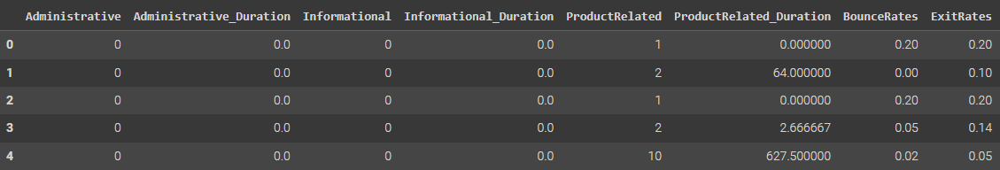 Administrative Administrative_Duration Informational Informational_Duration ProductRelated ProductRelated_Duration BounceRates ExitRates
0 0 0.0 0 0.0 1 0.000000 0.20 0.20
1 0 0.0 0 0.0 2 64.000000 0.00 0.10
2 0 0.0 0 0.0 1 0.000000 0.20 0.20
3 0 0.0 0 0.0 2 2.666667 0.05 0.14
4 0 0.0 0 0.0 10 627.500000 0.02 0.05